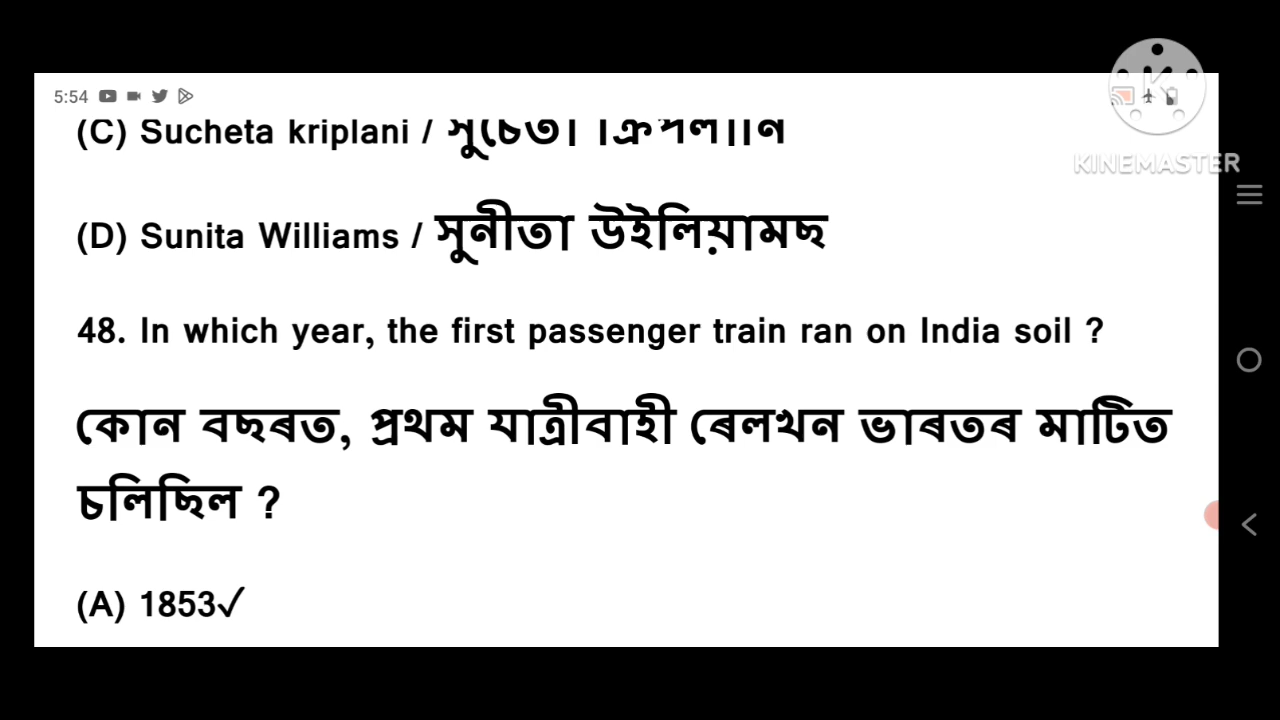 5:54
KINEMASTER
(C) Sucheta kriplani / সুচেতা ক্রিপলানি
(D) Sunita Williams / সুনীতা উইলিয়ামছ
48. In which year, the first passenger train ran on India soil ?
কোন বছৰত, প্ৰথম যাত্ৰীবাহী ৰেলখন ভাৰতৰ মাটিত
চলিছিল ?
(A) 1853✓